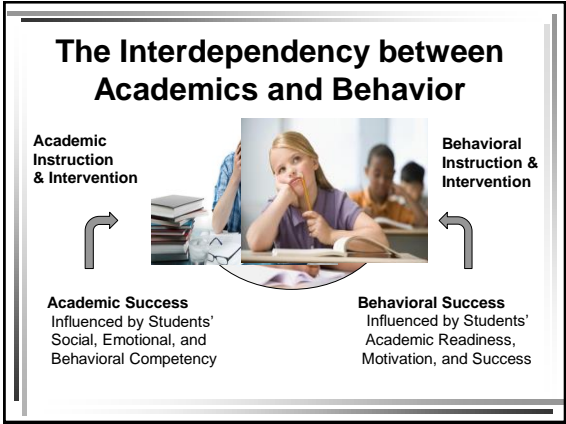 The Interdependency between
Academics and Behavior
Academic
Instruction
& Intervention
Behavioral
Instruction &
Intervention
Academic Success
Influenced by Students’
Social, Emotional, and
Behavioral Competency
Behavioral Success
Influenced by Students’
Academic Readiness,
Motivation, and Success